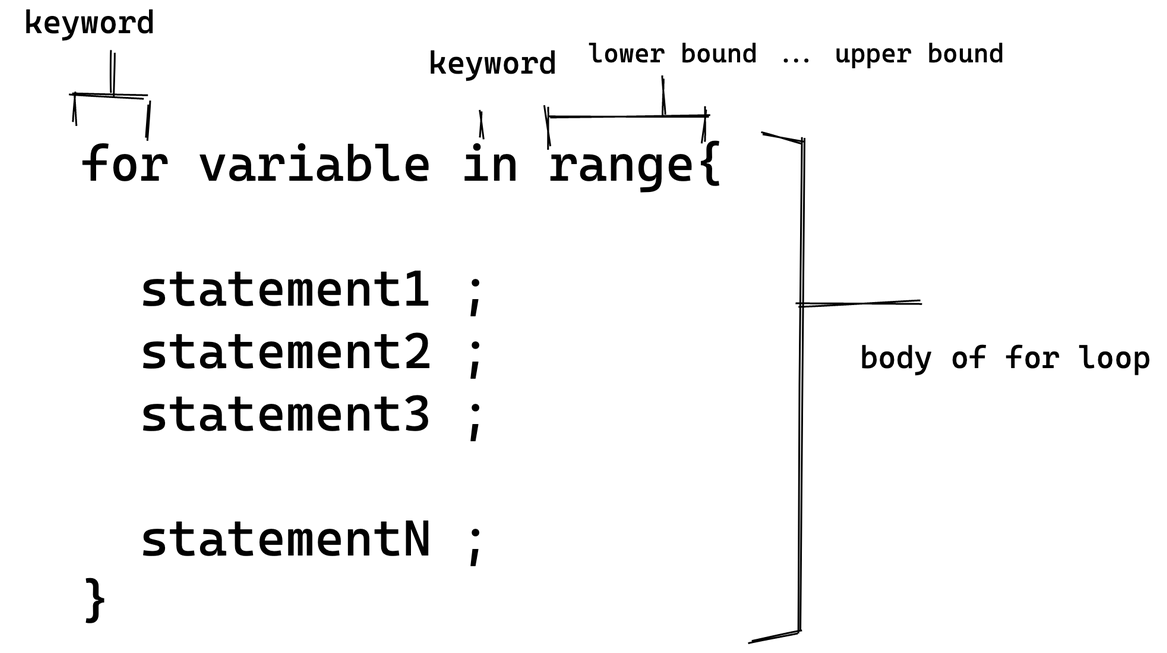 keyword
keyword
lower bound ... upper bound
for variable in range{
statement1 ;
statement2 ;
statement3 ;
body of for loop
statementN ;
}